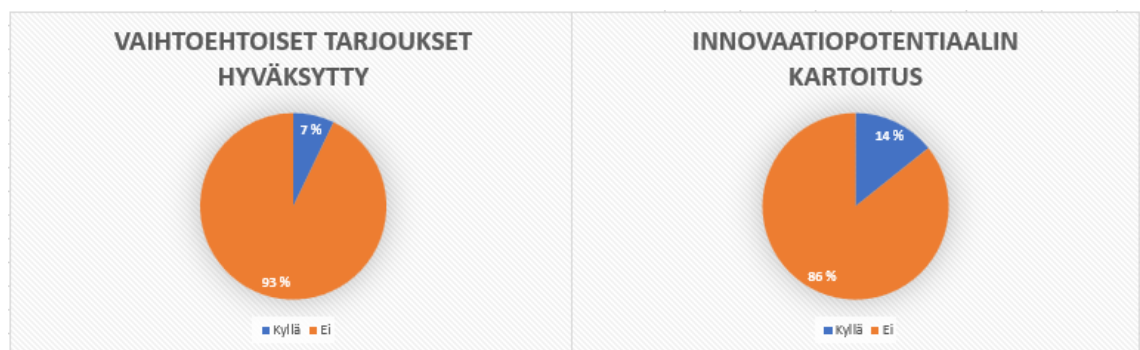 VAIHTOEHTOISET TARJOUKSET
HYVÄKSYTTY
7 %
93 %
Kyllä Ei
INNOVAATIOPOTENTIAALIN
KARTOITUS
14 %
86 %
Kyllä Ei